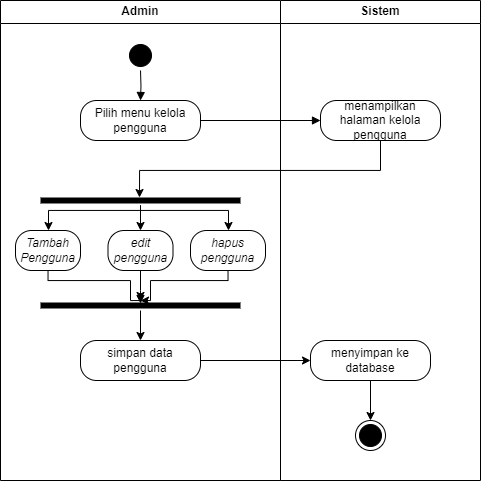 Admin
Sistem
Pilih menu kelola
pengguna
menampilkan
halaman kelola
pengguna
Tambah
Pengguna
edit
pengguna
hapus
pengguna
simpan data
pengguna
menyimpan ke
database